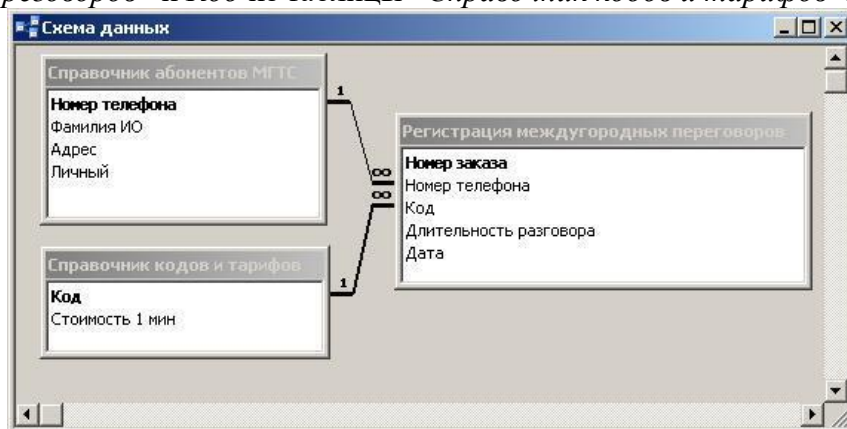 Схема данных
Справочник абонентов МГТС
Номер телефона
Фамилия ИО
Адрес
Личный
1
∞
∞
1
Регистрация междугородных переговоров
Номер заказа
Номер телефона
Код
Длительность разговора
Дата
Справочник кодов и тарифов
Код
Стоимость 1 мин